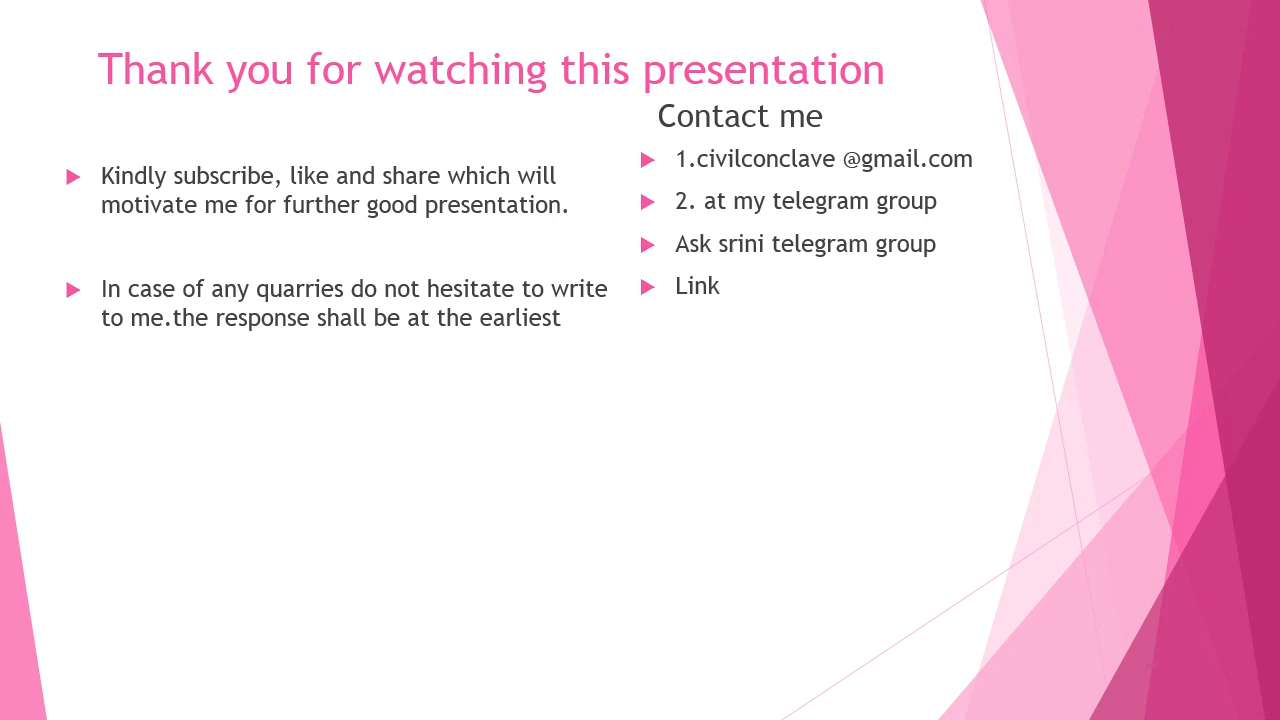 Thank you for watching this presentation
Kindly subscribe, like and share which will
motivate me for further good presentation.
In case of any quarries do not hesitate to write
to me.the response shall be at the earliest
Contact me
1.civilconclave @gmail.com
2. at my telegram group
Ask srini telegram group
Link